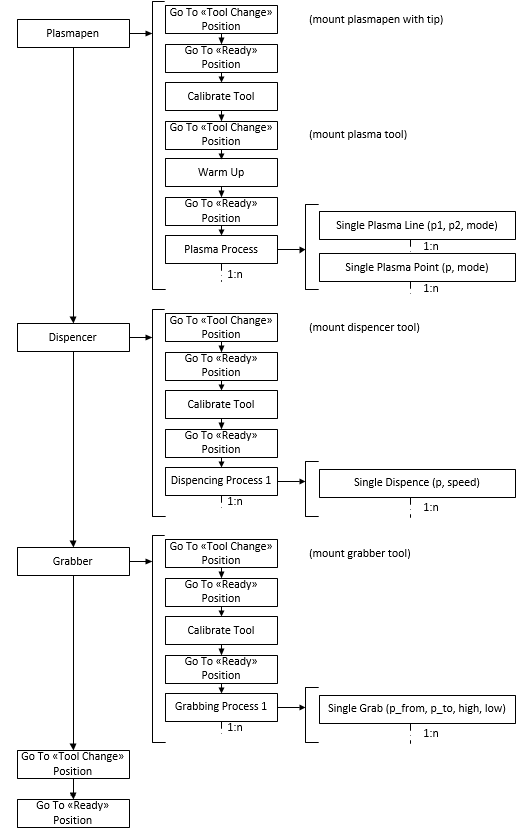 Plasmapen
Go To «Tool Change»
Position
(mount plasmapen with tip)
Go To «Ready»
Position
Calibrate Tool
Go To «Tool Change»
Position
(mount plasma tool)
Warm Up
Go To «Ready»
Position
Plasma Process
1:n
Single Plasma Line (p1, p2, mode)
1:n
Single Plasma Point (p, mode)
1:n
Dispencer
Go To «Tool Change»
Position
(mount dispencer tool)
Go To «Ready»
Position
Calibrate Tool
Go To «Ready»
Position
Dispencing Process 1
1:n
Single Dispence (p, speed)
1:n
Grabber
Go To «Tool Change»
Position
(mount grabber tool)
Go To «Ready»
Position
Calibrate Tool
Go To «Ready»
Position
Grabbing Process 1
1:n
Single Grab (p_from, p_to, high, low)
1:n
Go To «Tool Change»
Position
Go To «Ready»
Position